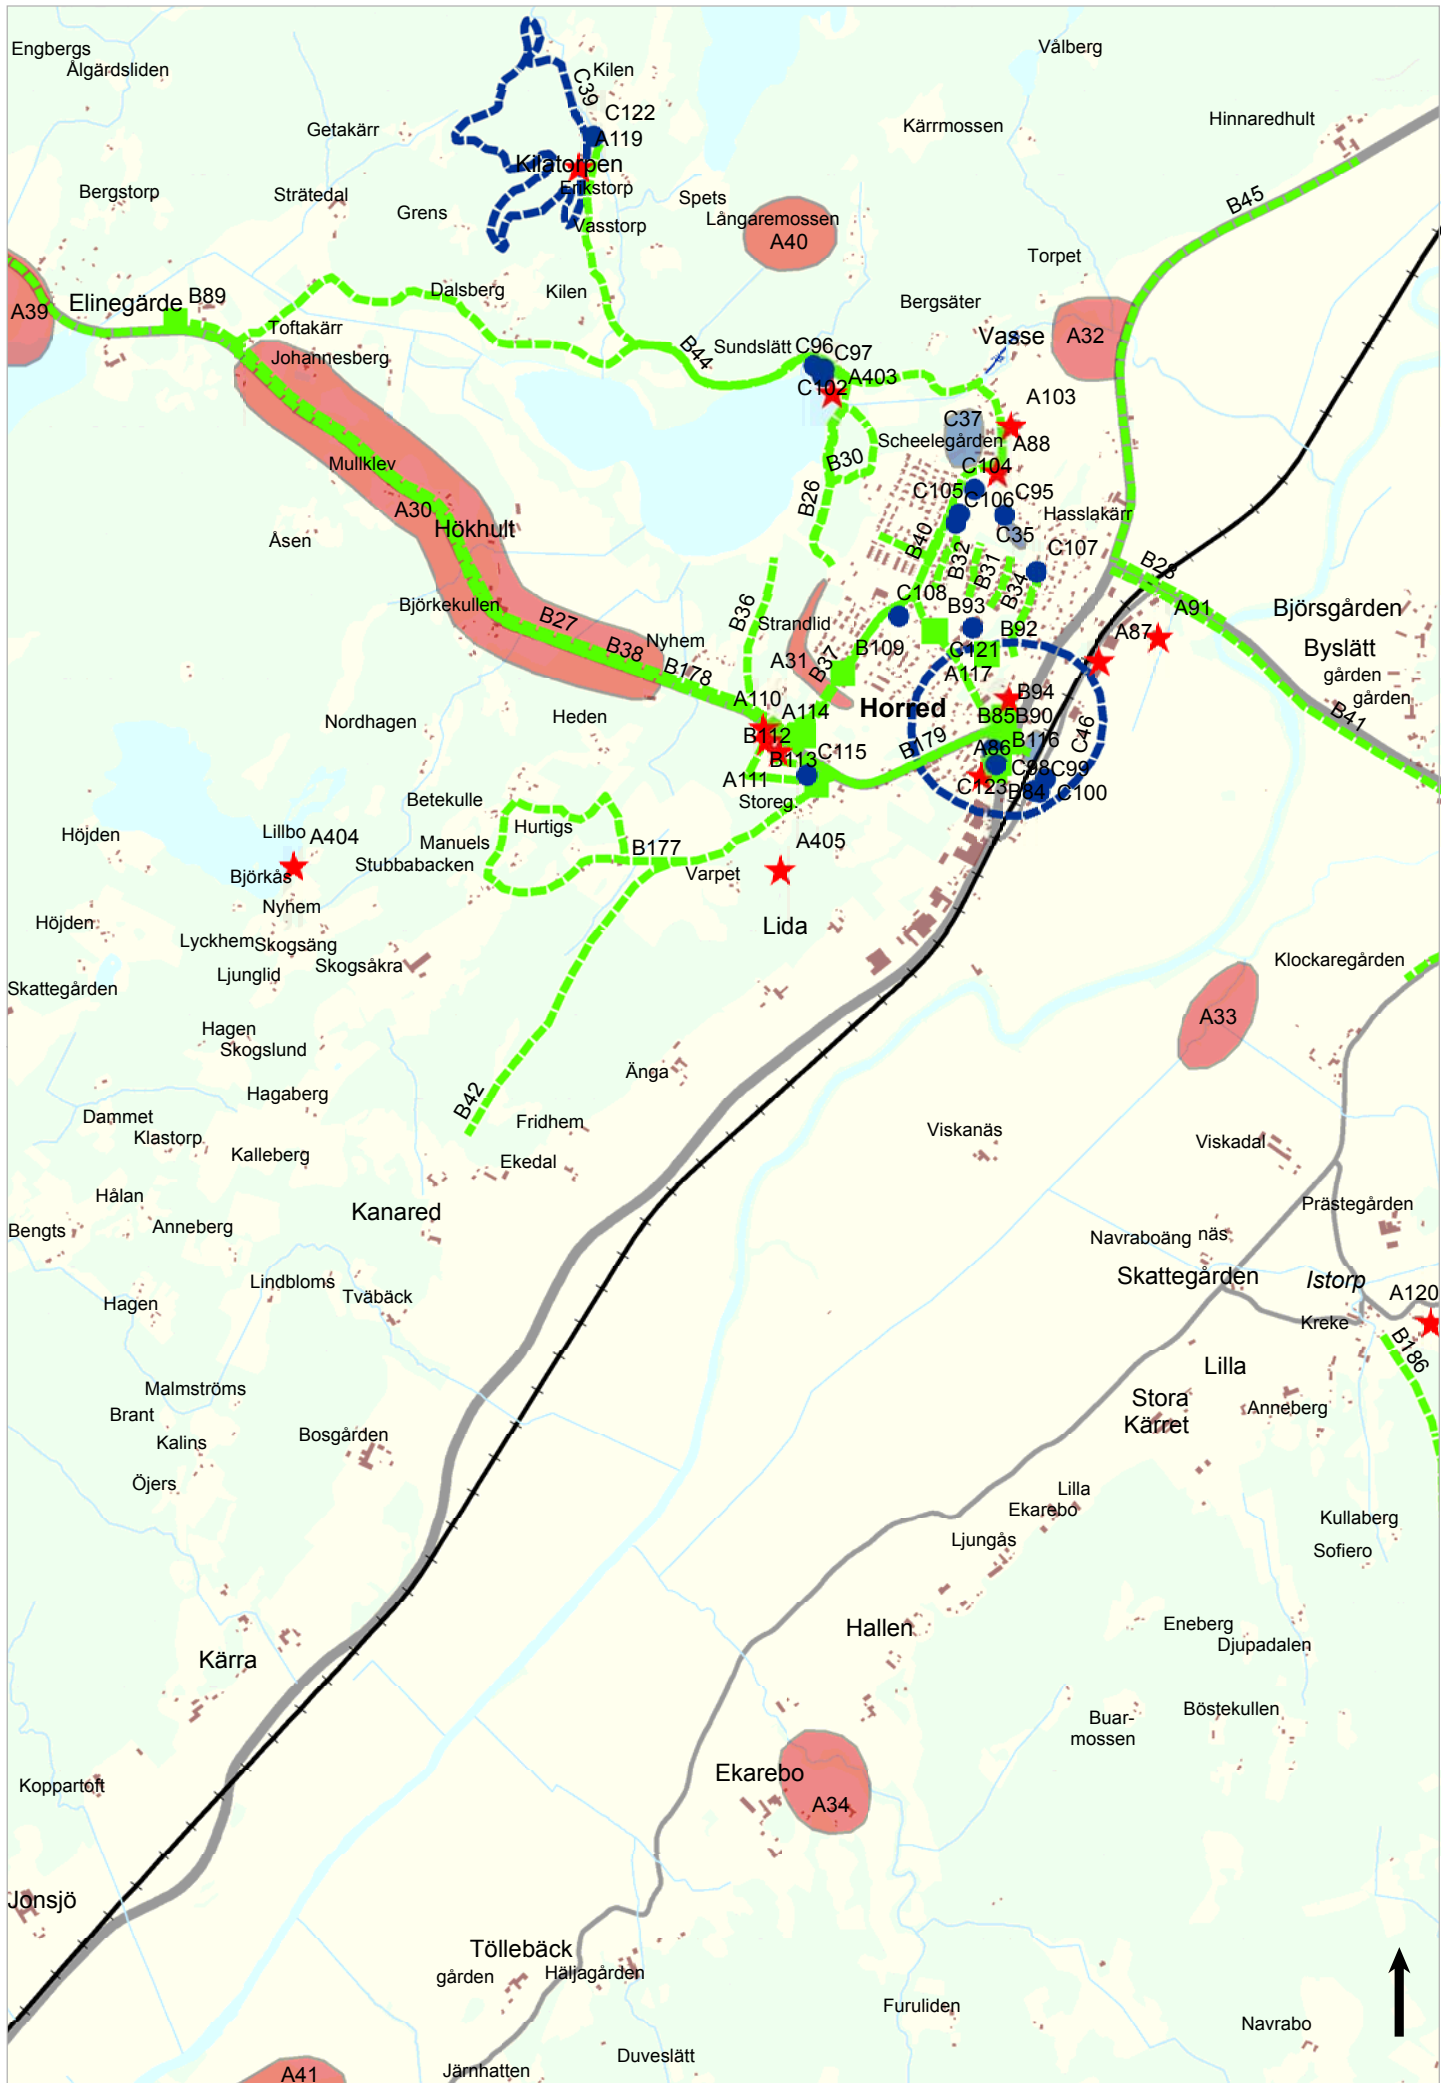 Engbergs
Ålgärdsliden
Kilen
Vålberg
C39
C122
A119
Getakärr
Kärrmossen
Hinnaredhult
Kilatorpen
Erikstorp
Bergstorp
Strätedal
Grens
Spets
Långaremossen
A40
Vasstorp
B45
Torpet
Dalsberg
Kilen
Bergsäter
Elinegärde
B89
A39
Toftakärr
Johannesberg
B44
Sundslätt
C96
C97
A403
C102
Vasse
A32
A103
C37
Scheelegården
A88
Mullklev
B30
C104
A30
Hökhult
B26
C105
C106
C95
Hasslakärr
C35
Åsen
B40
B32
B31
B34
C107
B23
A91
Björkekullen
B27
B38
B178
Nyhem
B36
Strandlid
A31
B37
C108
B93
B92
B109
C121
A117
A87
Björsgården
Byslätt
gården
gården
B41
Nordhagen
Heden
A110
A114
Horred
B94
B85
B90
B112
B113
C115
B179
B116
A86
C46
A111
Storeg.
C98
C99
C123
B84
C100
Betekulle
Hurtigs
Manuels
Stubbabacken
B177
Varpet
A405
Höjden
Lillbo
A404
Björkås
Nyhem
Lida
Höjden
Lyckhem
Skogsäng
Ljunglid
Skogsåkra
Klockaregården
Skattegården
A33
Hagen
Skogslund
Änga
Hagaberg
B42
Dammet
Klastorp
Fridhem
Viskanäs
Viskadal
Kalleberg
Ekedal
Hålan
Kanared
Prästegården
Bengts
Anneberg
Navraboäng
näs
Lindbloms
Skattegården
Istorp
A120
Hagen
Tväbäck
Kreke
B186
Lilla
Malmströms
Stora
Kärret
Anneberg
Brant
Kalins
Bosgården
Öjers
Lilla
Ekarebo
Kullaberg
Ljungås
Sofiero
Hallen
Eneberg
Djupadalen
Kärra
Buar-
mossen
Böstekullen
Koppartoft
Ekarebo
A34
Jonsjö
Töllebäck
gården
Häljagården
Furuliden
Navrabo
Duveslätt
A41
Järnhatten